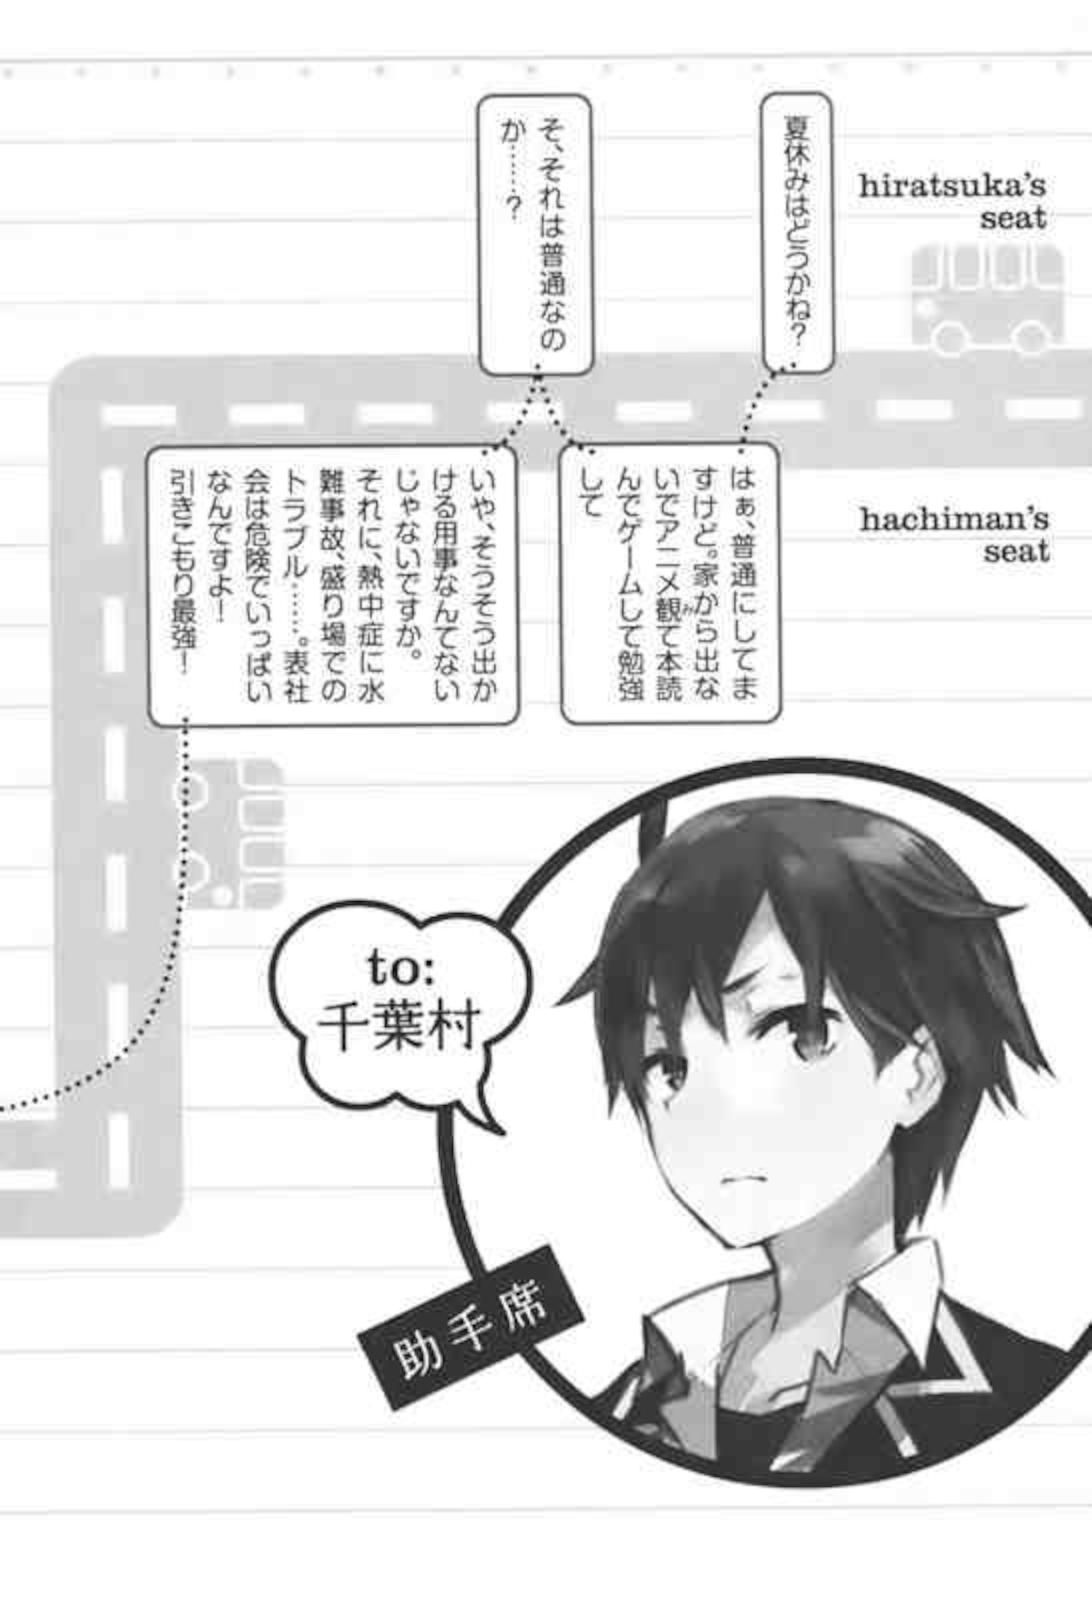 hiratsuka's
seat
夏休みはどうかね?
hachiman's
seat
はぁ、普通にしてま
すけど。家から出な
いでアニメ観て本読
んでゲームして勉強
して
そ、それは普通なの
か……?
いや、そうそう出か
ける用事なんてない
じゃないですか。
それに、熱中症に水
難事故、盛り場での
トラブル……。表社
会は危険でいっぱい
なんですよ!
引きこもり最強!
to:
千葉村
助手席